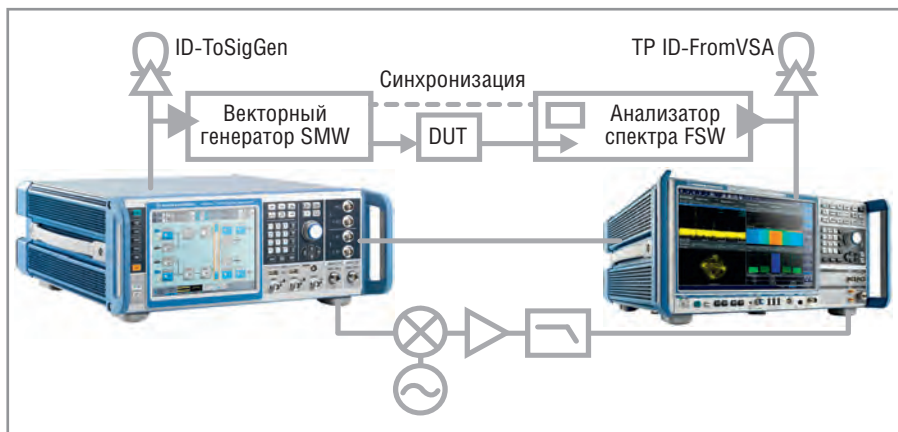 ID-ToSigGen
TP ID-FromVSA
Синхронизация
Векторный
генератор SMW
DUT
Анализатор
спектра FSW